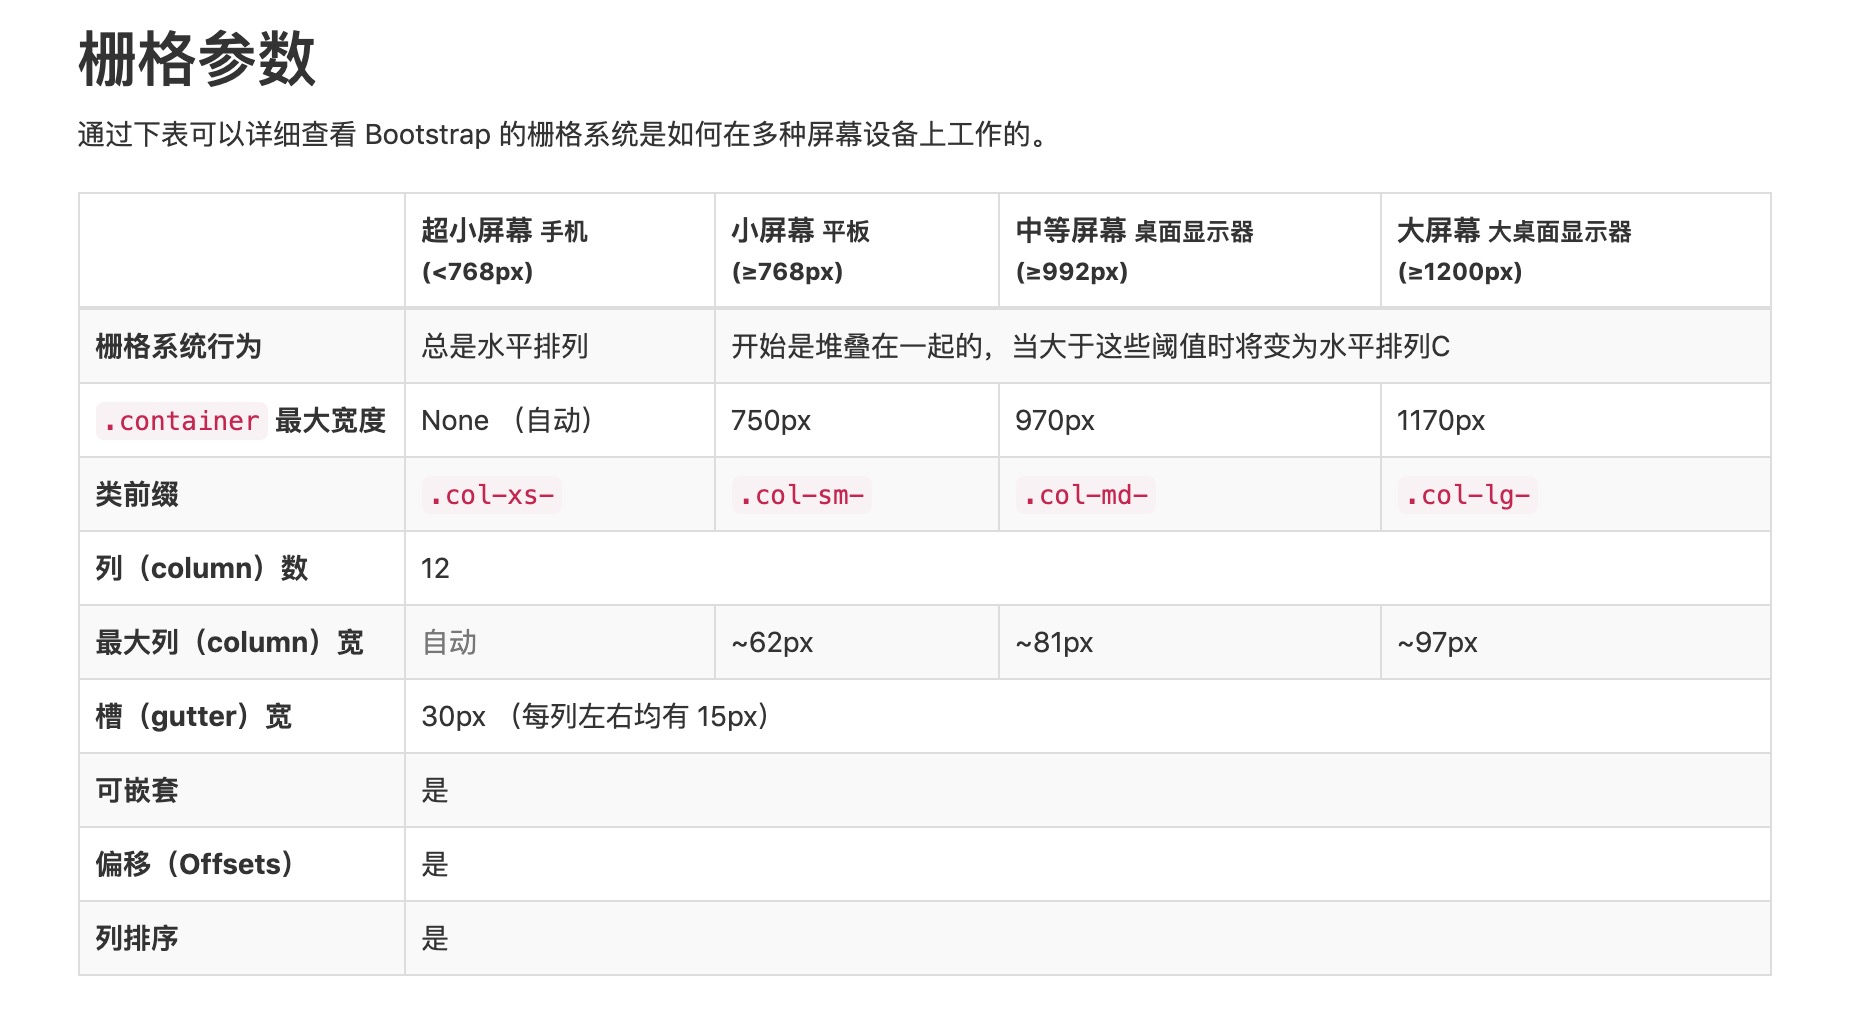 栅格参数
通过下表可以详细查看 Bootstrap 的栅格系统是如何在多种屏幕设备上工作的。
超小屏幕 手机 (<768px)
小屏幕 平板 (≥768px)
中等屏幕 桌面显示器 (≥992px)
大屏幕 大桌面显示器 (≥1200px)
栅格系统行为 总是水平排列 开始是堆叠在一起的，当大于这些阈值时将变为水平排列C
.container 最大宽度 None （自动） 750px 970px 1170px
类前缀 .col-xs- .col-sm- .col-md- .col-lg-
列（column）数 12
最大列（column）宽 自动 ~62px ~81px ~97px
槽（gutter）宽 30px （每列左右均有 15px）
可嵌套 是
偏移（Offsets） 是
列排序 是